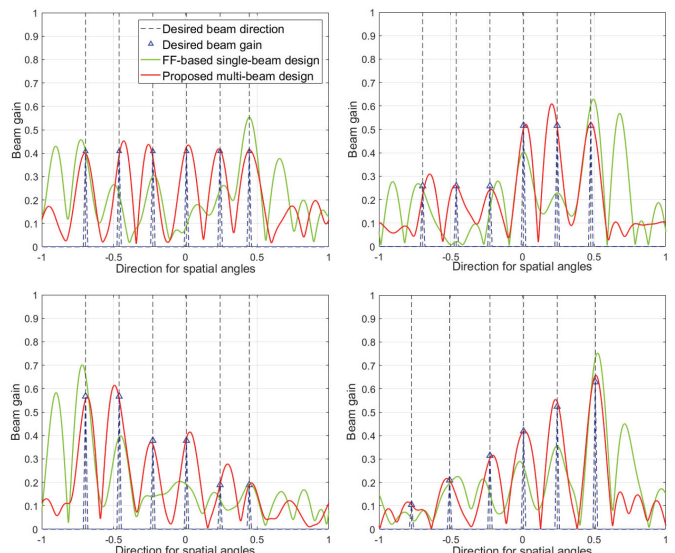 1
0.9
0.8
0.7
0.6
0.5
0.4
0.3
0.2
0.1
0
Beam gain
-1 -0.5 0 0.5 1
Direction for spatial angles
Desired beam direction
Desired beam gain
FF-based single-beam design
Proposed multi-beam design
1
0.9
0.8
0.7
0.6
0.5
0.4
0.3
0.2
0.1
0
Beam gain
-1 -0.5 0 0.5 1
Direction for spatial angles
1
0.9
0.8
0.7
0.6
0.5
0.4
0.3
0.2
0.1
0
Beam gain
-1 -0.5 0 0.5 1
Direction for spatial angles
1
0.9
0.8
0.7
0.6
0.5
0.4
0.3
0.2
0.1
0
Beam gain
-1 -0.5 0 0.5 1
Direction for spatial angles